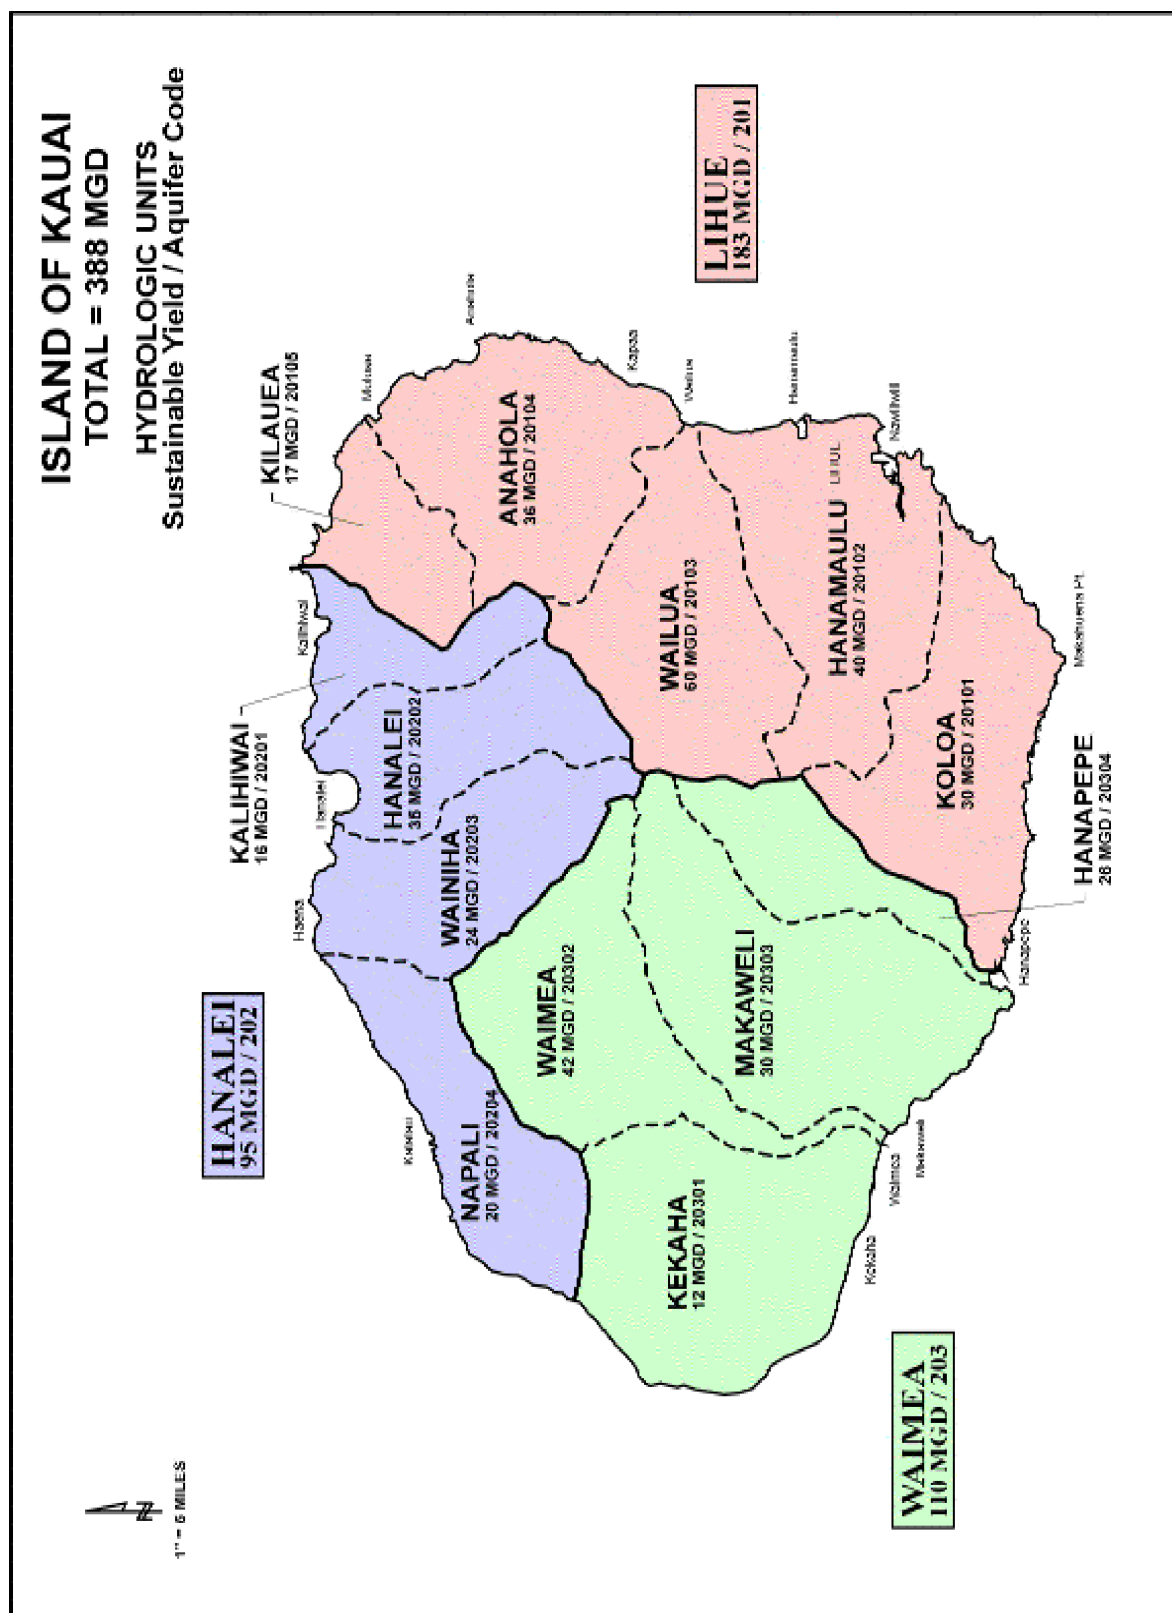 ISLAND OF KAUAI
TOTAL = 388 MGD
HYDROLOGIC UNITS
Sustainable Yield / Aquifer Code
1" = 6 MILES
N
HANALEI
95 MGD / 202
KALIHIWAI
16 MGD / 20201
KILAUEA
17 MGD / 20105
Kalihiwai
Hanalei
Haena
Moloaa
Anahola
Kapaa
Wailua
Hanamaulu
LIHUE
Nawiliwili
NAPALI
20 MGD / 20204
WAINIHA
24 MGD / 20203
HANALEI
35 MGD / 20202
ANAHOLA
36 MGD / 20104
WAIMEA
42 MGD / 20302
WAILUA
60 MGD / 20103
KEKAHA
12 MGD / 20301
MAKAWELI
30 MGD / 20303
HANAMAULU
40 MGD / 20102
KOLOA
30 MGD / 20101
HANAPEPE
26 MGD / 20304
LIHUE
183 MGD / 201
WAIMEA
110 MGD / 203
Kekaha
Waimea
Makaweli
Hanapepe
Makahuena Pt.